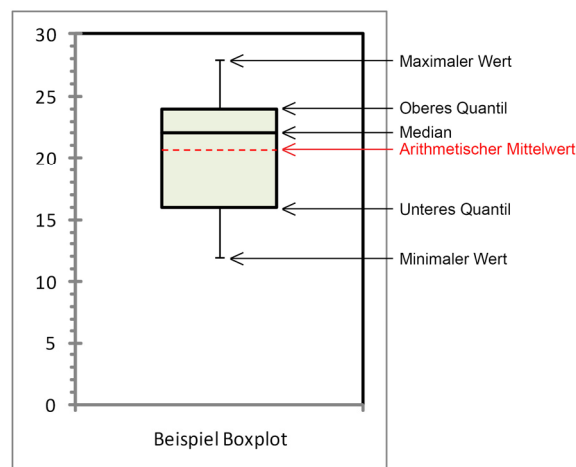 30
Maximaler Wert
25
Oberes Quantil
Median
20
Arithmetischer Mittelwert
15
Unteres Quantil
Minimaler Wert
10
5
0
Beispiel Boxplot